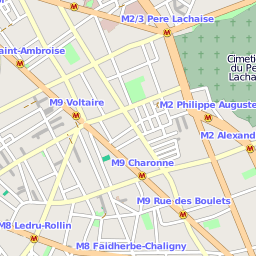 M2/3 Pere Lachaise
aint-Ambroise
Cimeti
du Pe
Lacha
M9 Voltaire
M2 Philippe Auguste
M2 Alexand
M9 Charonne
M9 Rue des Boulets
M8 Ledru-Rollin
M8 Faidherbe-Chaligny